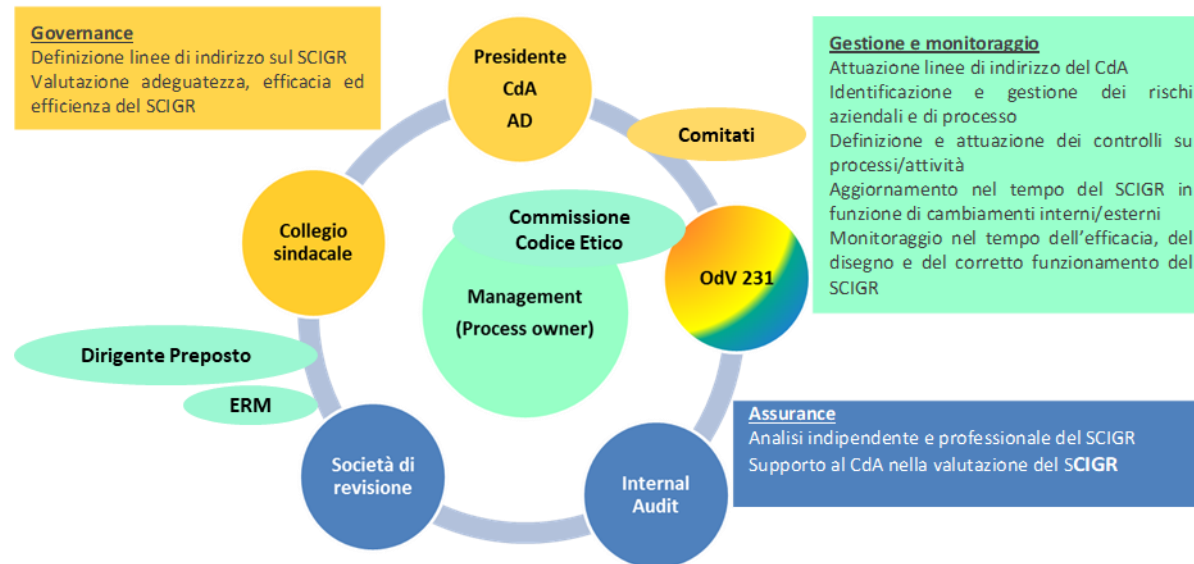 Governance
Definizione linee di indirizzo sul SCIGR
Valutazione adeguatezza, efficacia ed
efficienza del SCIGR
Presidente
CdA
AD
Comitati
Gestione e monitoraggio
Attuazione linee di indirizzo del CdA
Identificazione e gestione dei rischi
aziendali e di processo
Definizione e attuazione dei controlli su
processi/attività
Aggiornamento nel tempo del SCIGR in
funzione di cambiamenti interni/esterni
Monitoraggio nel tempo dell'efficacia, del
disegno e del corretto funzionamento del
SCIGR
Collegio
sindacale
Commissione
Codice Etico
OdV 231
Management
(Process owner)
Dirigente Preposto
ERM
Società di
revisione
Internal
Audit
Assurance
Analisi indipendente e professionale del SCIGR
Supporto al CdA nella valutazione del SCIGR